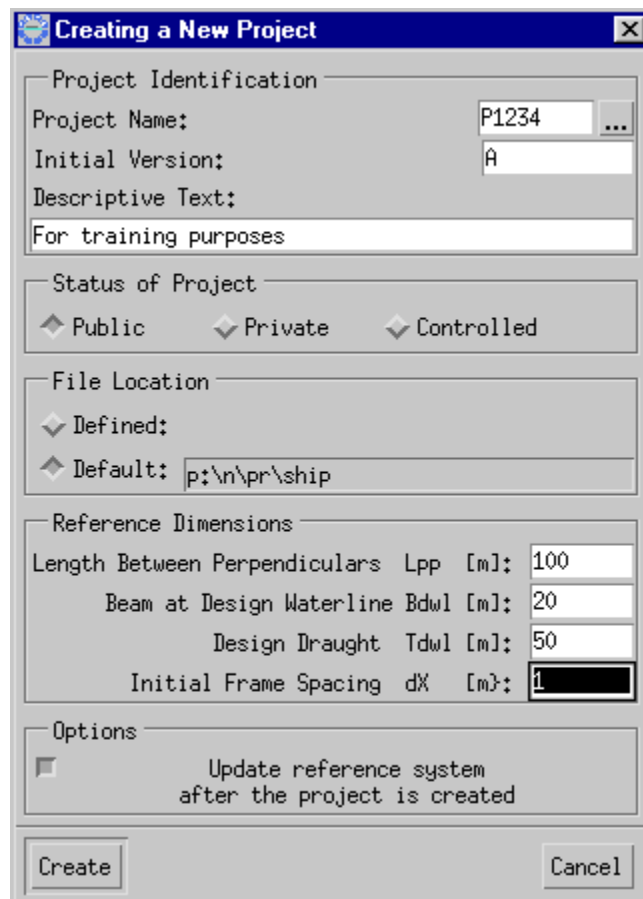 Creating a New Project
Project Identification
Project Name: P1234 ...
Initial Version: A
Descriptive Text:
For training purposes
Status of Project
Public Private Controlled
File Location
Defined:
Default: p:\n\pr\ship
Reference Dimensions
Length Between Perpendiculars Lpp [m]: 100
Beam at Design Waterline Bdwl [m]: 20
Design Draught Tdwl [m]: 50
Initial Frame Spacing dX [m}: 1
Options
Update reference system
after the project is created
Create Cancel